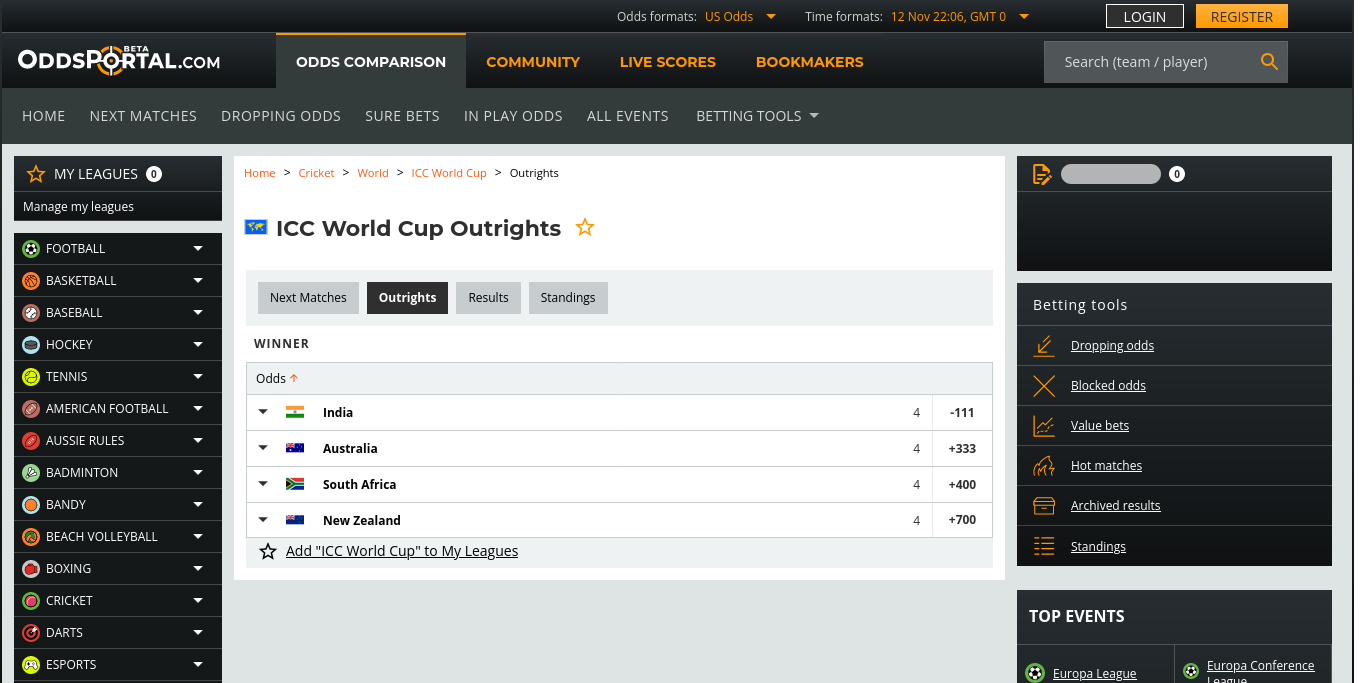 Odds formats: US Odds Time formats: 12 Nov 22:06, GMT 0 LOGIN REGISTER
ODDSPORTAL.COM BETA
ODDS COMPARISON COMMUNITY LIVE SCORES BOOKMAKERS Search (team / player)
HOME NEXT MATCHES DROPPING ODDS SURE BETS IN PLAY ODDS ALL EVENTS BETTING TOOLS
MY LEAGUES 0
Manage my leagues
FOOTBALL
BASKETBALL
BASEBALL
HOCKEY
TENNIS
AMERICAN FOOTBALL
AUSSIE RULES
BADMINTON
BANDY
BEACH VOLLEYBALL
BOXING
CRICKET
DARTS
ESPORTS
Home > Cricket > World > ICC World Cup > Outrights
ICC World Cup Outrights
Next Matches Outrights Results Standings
WINNER
Odds
India 4 -111
Australia 4 +333
South Africa 4 +400
New Zealand 4 +700
Add "ICC World Cup" to My Leagues
0
Betting tools
Dropping odds
Blocked odds
Value bets
Hot matches
Archived results
Standings
TOP EVENTS
Europa League
Europa Conference
League